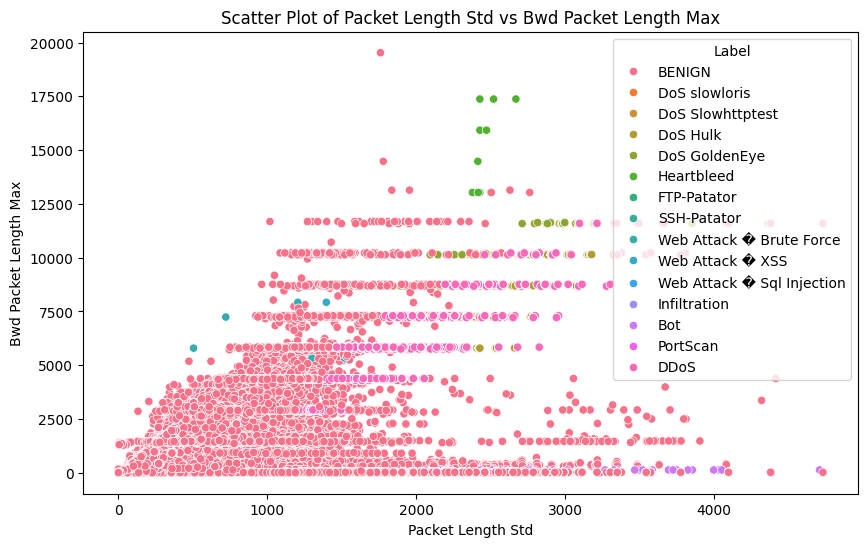 Scatter Plot of Packet Length Std vs Bwd Packet Length Max
Label
BENIGN
DoS slowloris
DoS Slowhttptest
DoS Hulk
DoS GoldenEye
Heartbleed
FTP-Patator
SSH-Patator
Web Attack � Brute Force
Web Attack � XSS
Web Attack � Sql Injection
Infiltration
Bot
PortScan
DDoS
Bwd Packet Length Max
20000
17500
15000
12500
10000
7500
5000
2500
0
0 1000 2000 3000 4000
Packet Length Std